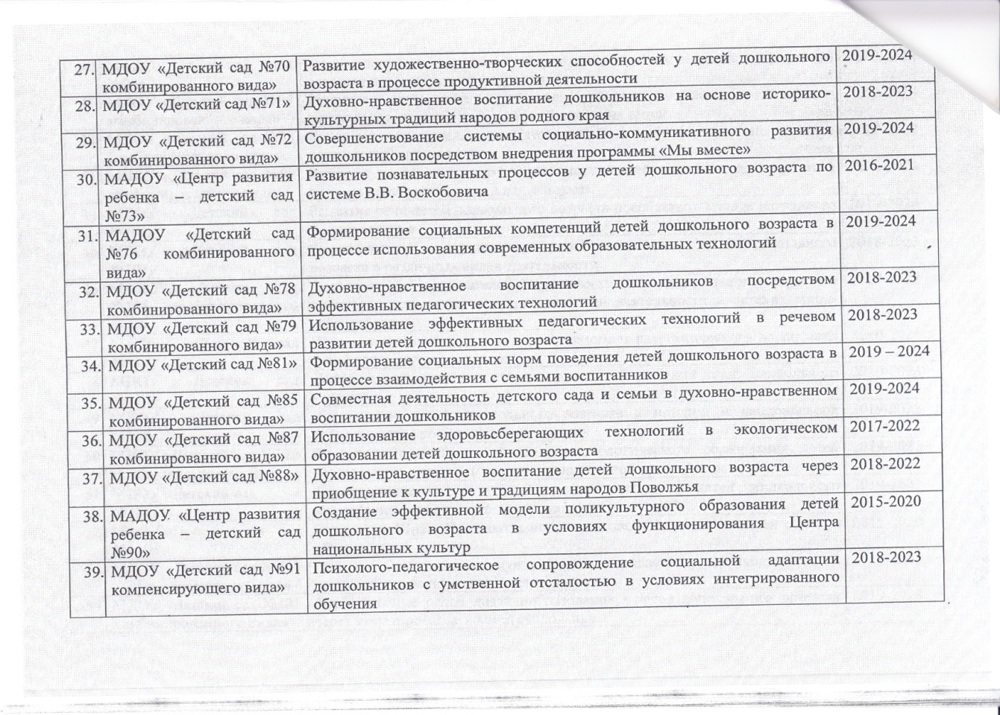 27. МДОУ «Детский сад №70 комбинированного вида» Развитие художественно-творческих способностей у детей дошкольного 2019-2024
возраста в процессе продуктивной деятельности
28. МДОУ «Детский сад №71» Духовно-нравственное воспитание дошкольников на основе историко- 2018-2023
культурных традиций народов родного края
29. МДОУ «Детский сад №72 Совершенствование системы социально-коммуникативного развития 2019-2024
комбинированного вида» дошкольников посредством внедрения программы «Мы вместе»
30. МАДОУ «Центр развития Развитие познавательных процессов у детей дошкольного возраста по 2016-2021
ребенка – детский сад системе В.В. Воскобовича
№73»
31. МАДОУ «Детский сад Формирование социальных компетенций детей дошкольного возраста в 2019-2024
№76 комбинированного процессе использования современных образовательных технологий
вида»
32. МДОУ «Детский сад №78 Духовно-нравственное воспитание дошкольников посредством 2018-2023
комбинированного вида» эффективных педагогических технологий
33. МДОУ «Детский сад №79 Использование эффективных педагогических технологий в речевом 2018-2023
комбинированного вида» развитии детей дошкольного возраста
34. МДОУ «Детский сад №81» Формирование социальных норм поведения детей дошкольного возраста в 2019 – 2024
процессе взаимодействия с семьями воспитанников
35. МДОУ «Детский сад №85 Совместная деятельность детского сада и семьи в духовно-нравственном 2019-2024
комбинированного вида» воспитании дошкольников
36. МДОУ «Детский сад №87 Использование здоровьсберегающих технологий в экологическом 2017-2022
комбинированного вида» образовании детей дошкольного возраста
37. МДОУ «Детский сад №88» Духовно-нравственное воспитание детей дошкольного возраста через 2018-2022
приобщение к культуре и традициям народов Поволжья
38. МАДОУ «Центр развития Создание эффективной модели поликультурного образования детей 2015-2020
ребенка – детский сад дошкольного возраста в условиях функционирования Центра
№90» национальных культур
39. МДОУ «Детский сад №91 Психолого-педагогическое сопровождение социальной адаптации 2018-2023
компенсирующего вида» дошкольников с умственной отсталостью в условиях интегрированного
обучения